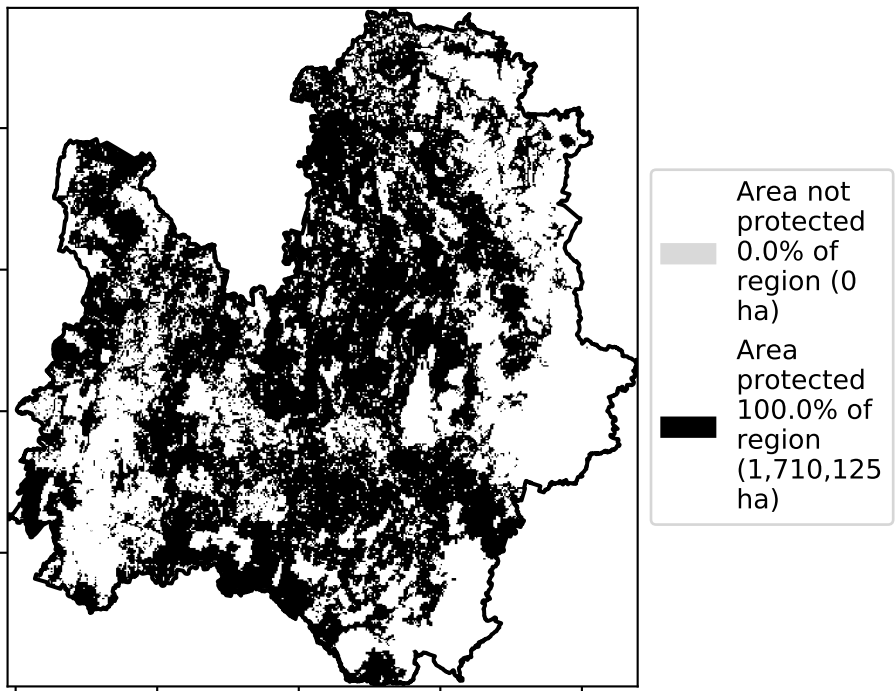 Area not
protected
0.0% of
region (0
ha)
Area
protected
100.0% of
region
(1,710,125
ha)